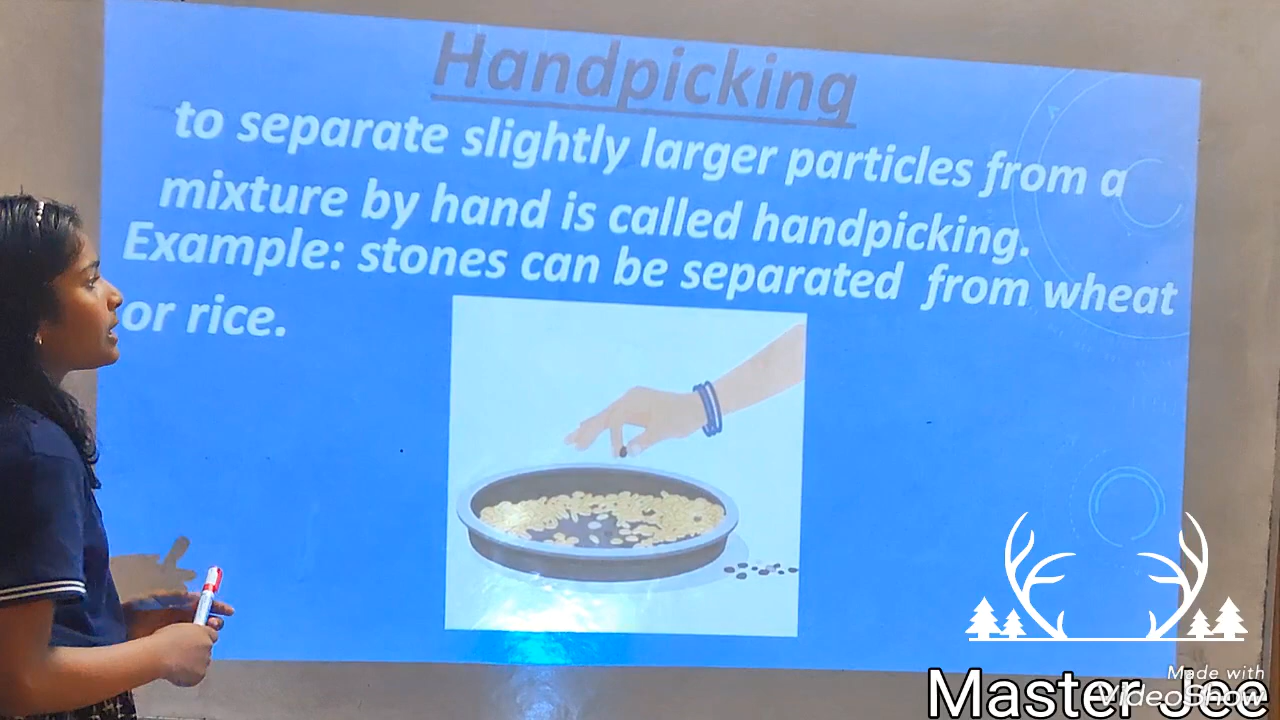 Handpicking
to separate slightly larger particles from a
mixture by hand is called handpicking.
Example: stones can be separated from wheat
or rice.
Made with
VideoShow
Master Jee